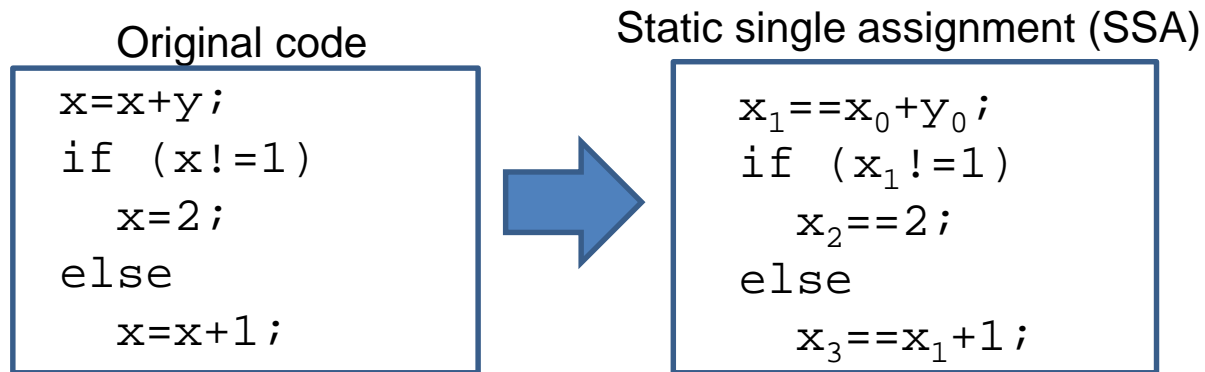 Original code
x=x+y;
if (x!=1)
x=2;
else
x=x+1;
Static single assignment (SSA)
x₁==x₀+y₀;
if (x₁!=1)
x₂==2;
else
x₃==x₁+1;